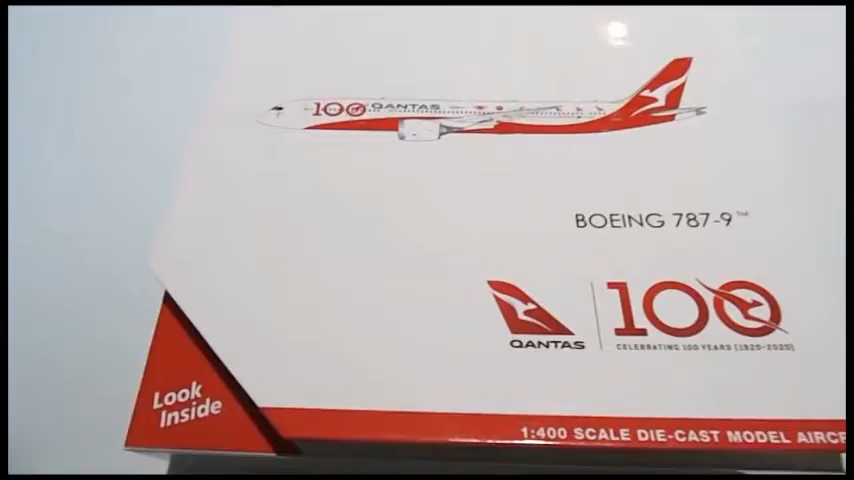 100 QANTAS
BOEING 787-9™
QANTAS
100
CELEBRATING 100 YEARS (1920-2020)
Look
Inside
1:400 SCALE DIE-CAST MODEL AIRC